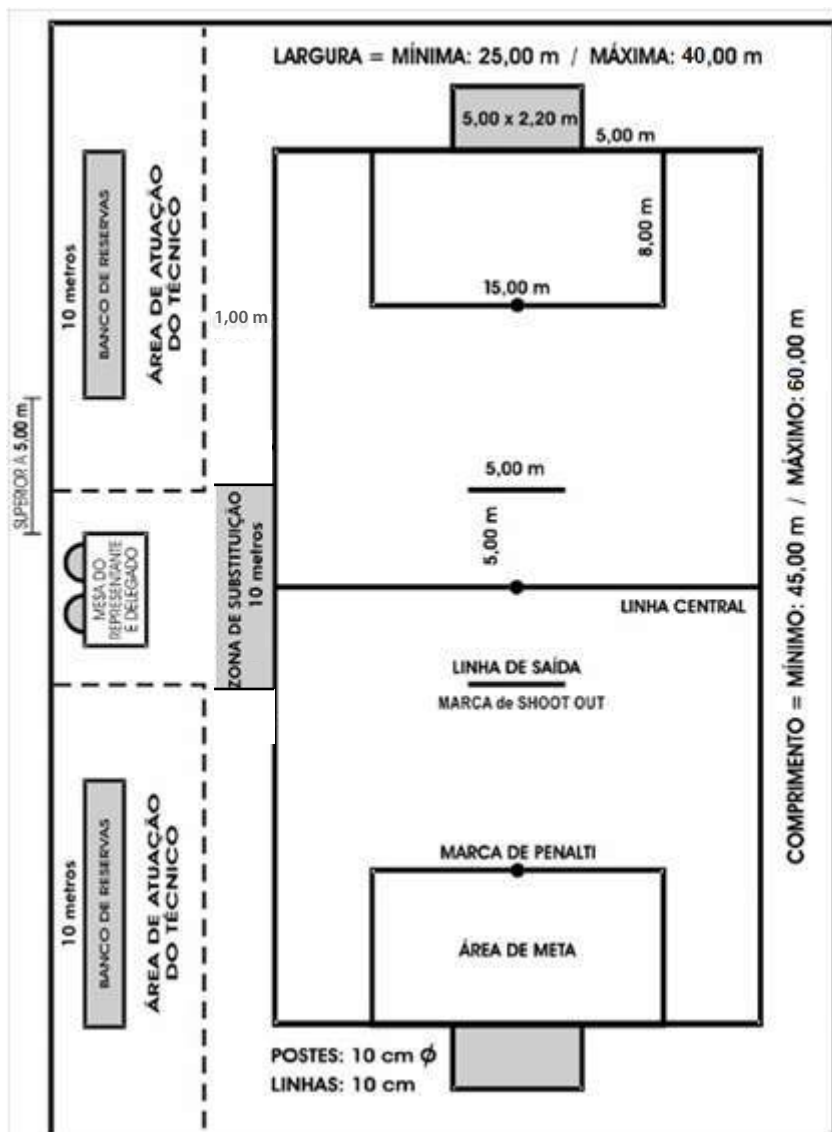 LARGURA = MÍNIMA: 25,00 m / MÁXIMA: 40,00 m
5,00 x 2,20 m
5,00 m
8,00 m
15,00 m
10 metros
BANCO DE RESERVAS
ÁREA DE ATUAÇÃO
DO TÉCNICO
1,00 m
SUPERIOR A 5,00 m
5,00 m
5,00 m
ZONA DE SUBSTITUIÇÃO
10 metros
MESA DO
REPRESENTANTE
E DELEGADO
LINHA CENTRAL
LINHA DE SAÍDA
MARCA de SHOOT OUT
COMPRIMENTO = MÍNIMO: 45,00 m / MÁXIMO: 60,00 m
10 metros
BANCO DE RESERVAS
ÁREA DE ATUAÇÃO
DO TÉCNICO
MARCA DE PENALTI
ÁREA DE META
POSTES: 10 cm ϕ
LINHAS: 10 cm